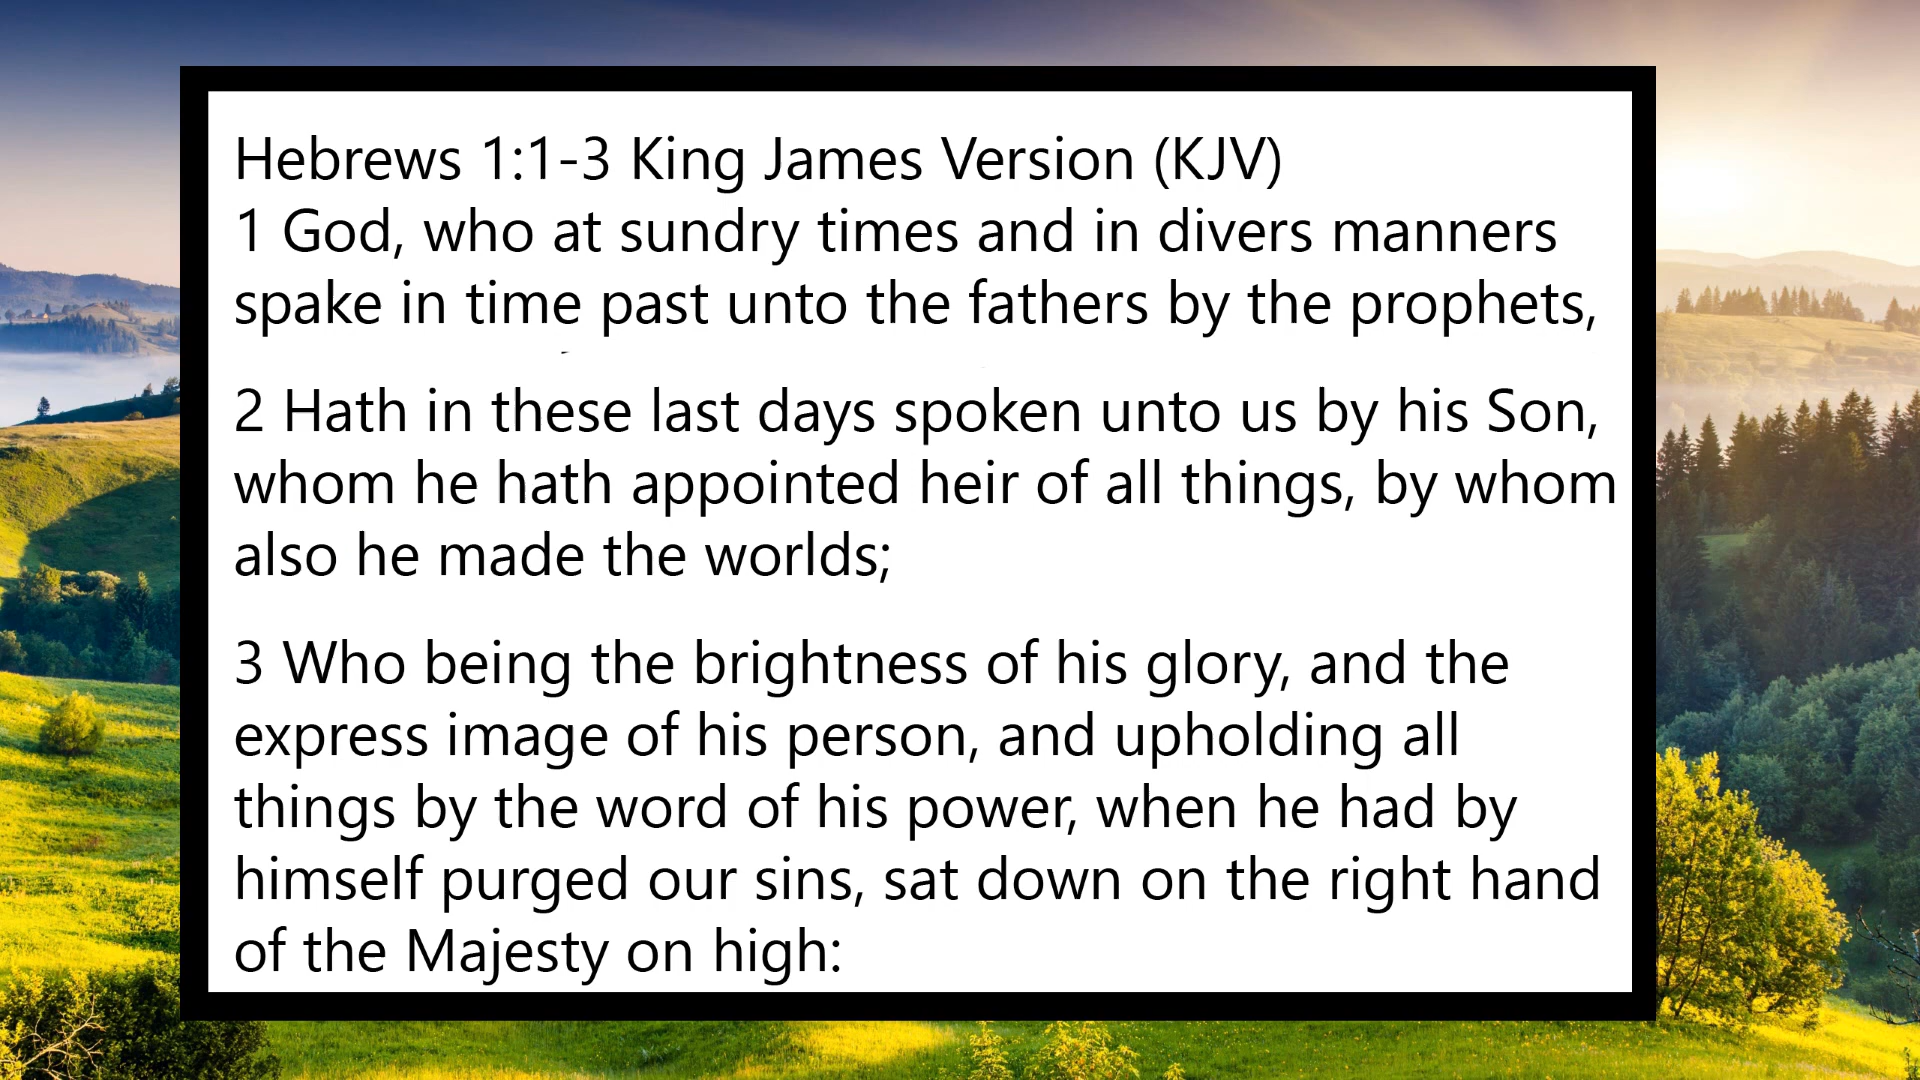 Hebrews 1:1-3 King James Version (KJV)
1 God, who at sundry times and in divers manners
spake in time past unto the fathers by the prophets,
2 Hath in these last days spoken unto us by his Son,
whom he hath appointed heir of all things, by whom
also he made the worlds;
3 Who being the brightness of his glory, and the
express image of his person, and upholding all
things by the word of his power, when he had by
himself purged our sins, sat down on the right hand
of the Majesty on high: